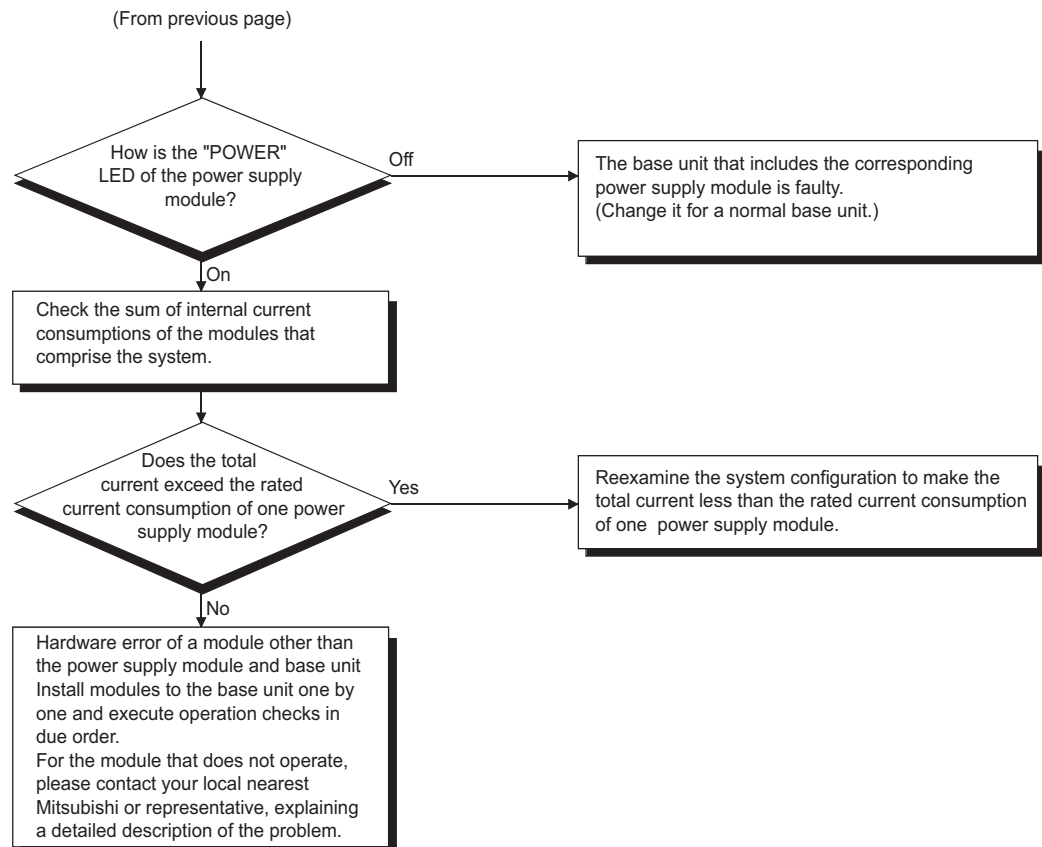 (From previous page)
How is the "POWER"
LED of the power supply
module?
Off
The base unit that includes the corresponding
power supply module is faulty.
(Change it for a normal base unit.)
On
Check the sum of internal current
consumptions of the modules that
comprise the system.
Does the total
current exceed the rated
current consumption of one power
supply module?
Yes
Reexamine the system configuration to make the
total current less than the rated current consumption
of one power supply module.
No
Hardware error of a module other than
the power supply module and base unit
Install modules to the base unit one by
one and execute operation checks in
due order.
For the module that does not operate,
please contact your local nearest
Mitsubishi or representative, explaining
a detailed description of the problem.